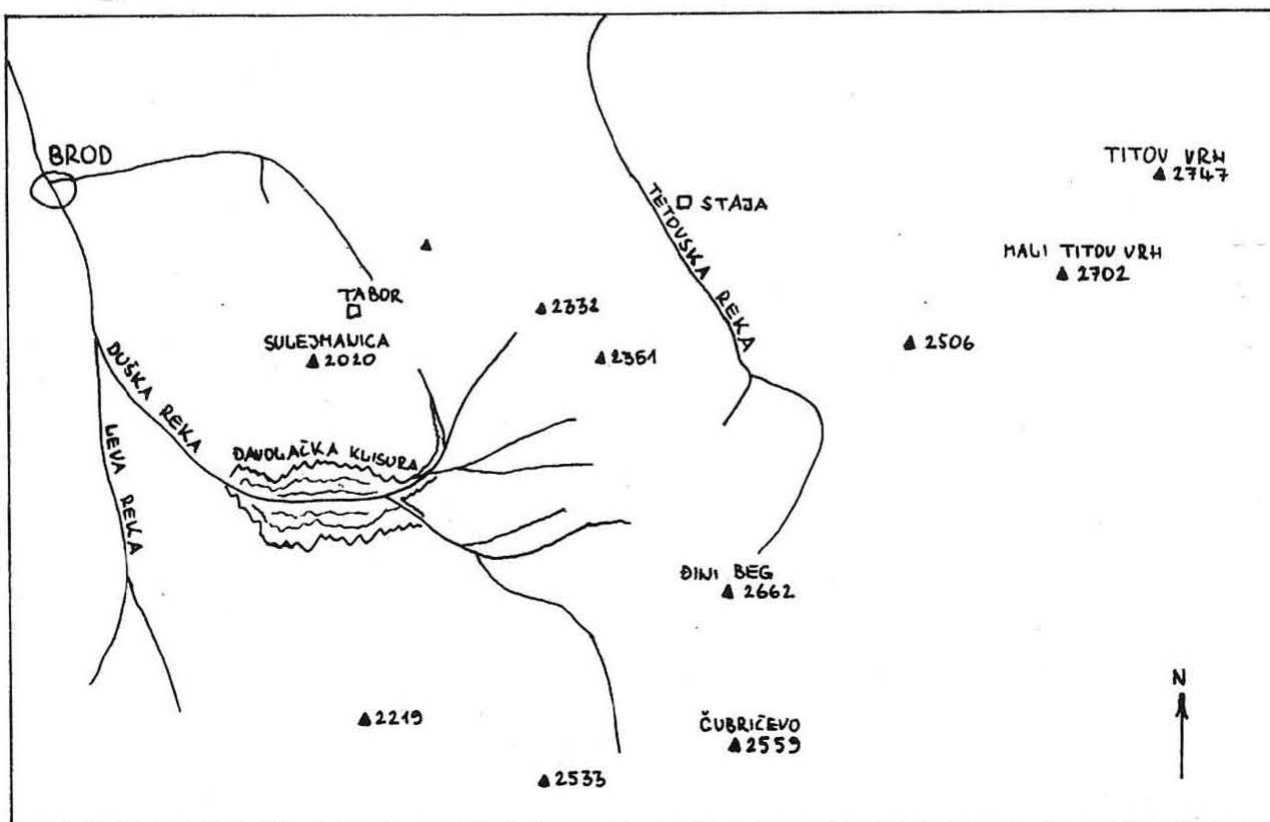 BROD
TITOV VRH
▲ 2747
STAJA
TETOVSKA REKA
MALI TITOV VRH
▲ 2702
TABOR
▲ 2332
SULEJMANICA
▲ 2020
▲ 2351
▲ 2506
DUŠKA REKA
LEVA REKA
ĐAVOLAČKA KLISURA
ĐINI BEG
▲ 2662
N
▲ 2219
ČUBRIČEVO
▲ 2559
▲ 2533